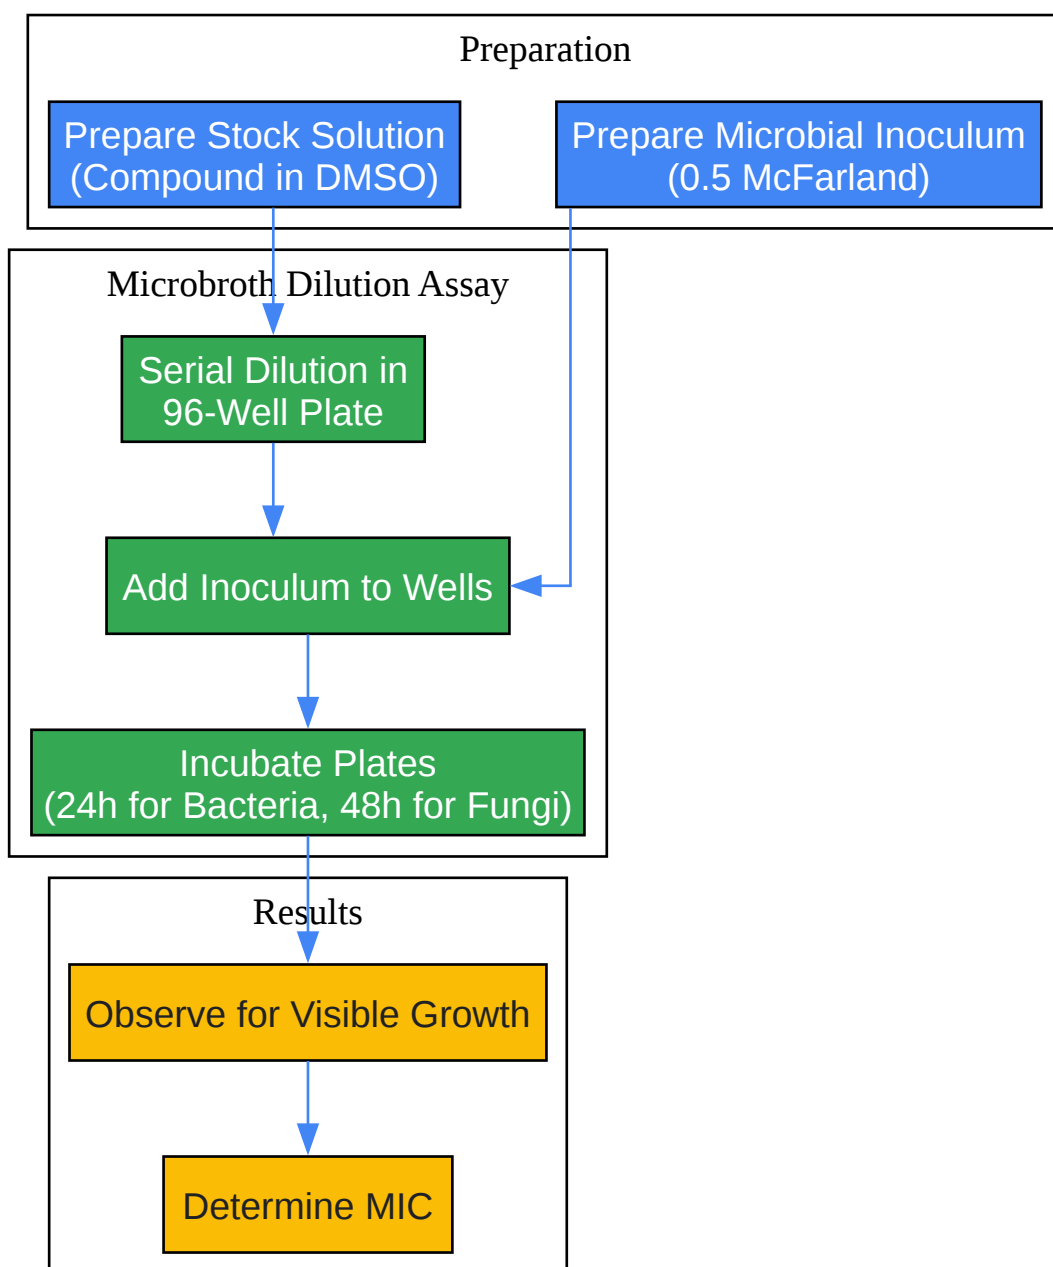 Preparation
Prepare Stock Solution
(Compound in DMSO)
Prepare Microbial Inoculum
(0.5 McFarland)
Microbroth Dilution Assay
Serial Dilution in
96-Well Plate
Add Inoculum to Wells
Incubate Plates
(24h for Bacteria, 48h for Fungi)
Results
Observe for Visible Growth
Determine MIC